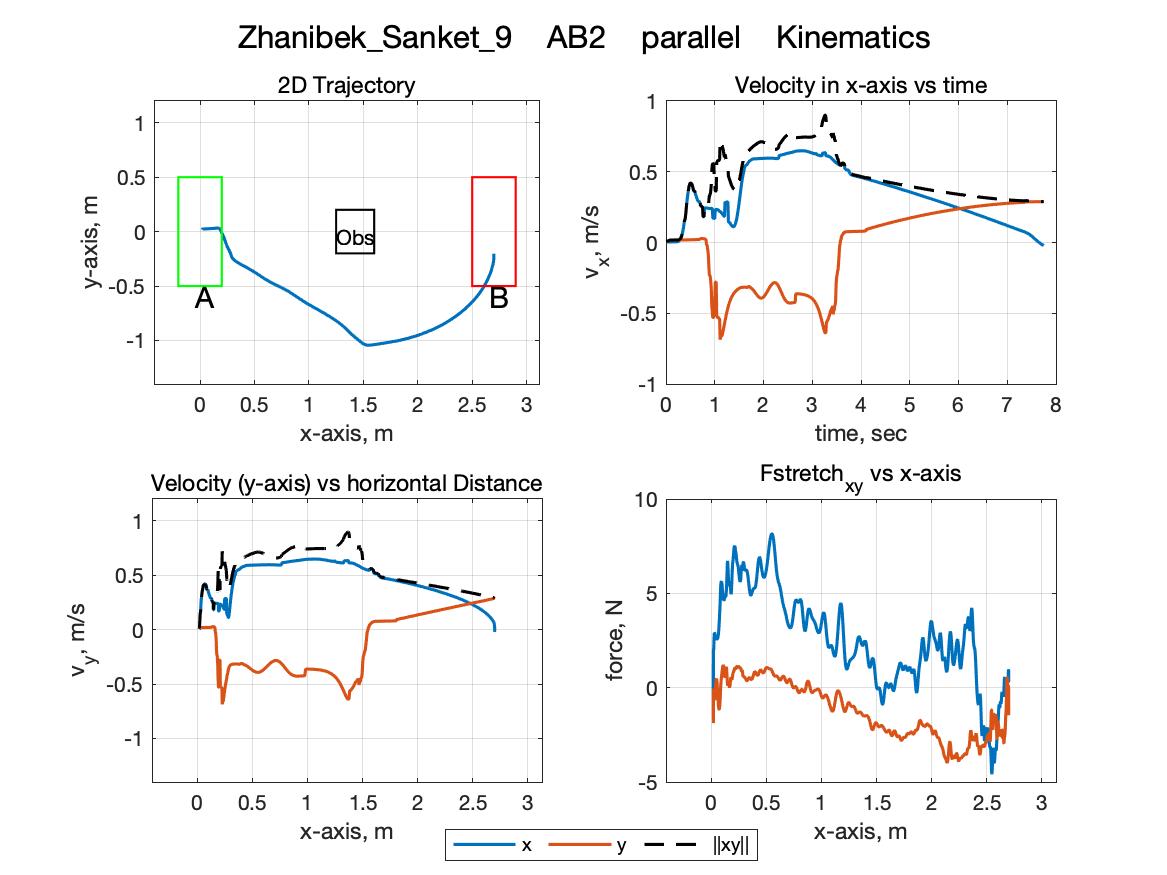 Zhanibek_Sanket_9 AB2 parallel Kinematics
2D Trajectory
1
0.5
0
-0.5
-1
y-axis, m
A
Obs
B
0 0.5 1 1.5 2 2.5 3
x-axis, m
Velocity in x-axis vs time
1
0.5
0
-0.5
-1
v_x, m/s
0 1 2 3 4 5 6 7 8
time, sec
Velocity (y-axis) vs horizontal Distance
1
0.5
0
-0.5
-1
v_y, m/s
0 0.5 1 1.5 2 2.5 3
x-axis, m
Fstretch_xy vs x-axis
10
5
0
-5
force, N
0 0.5 1 1.5 2 2.5 3
x-axis, m
x y ||xy||